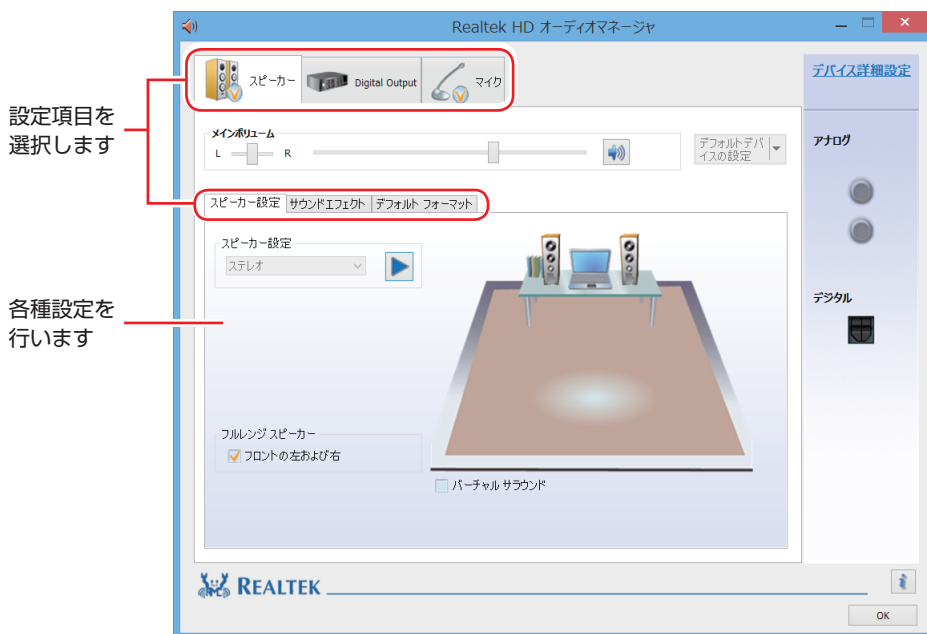 Realtek HD オーディオマネージャ
スピーカー
Digital Output
マイク
デバイス詳細設定
設定項目を
選択します
メインボリューム
L
R
デフォルトデバ
イスの設定
アナログ
スピーカー設定
サウンドエフェクト
デフォルト フォーマット
スピーカー設定
ステレオ
各種設定を
行います
デジタル
フルレンジ スピーカー
フロントの左および右
バーチャル サラウンド
REALTEK
OK